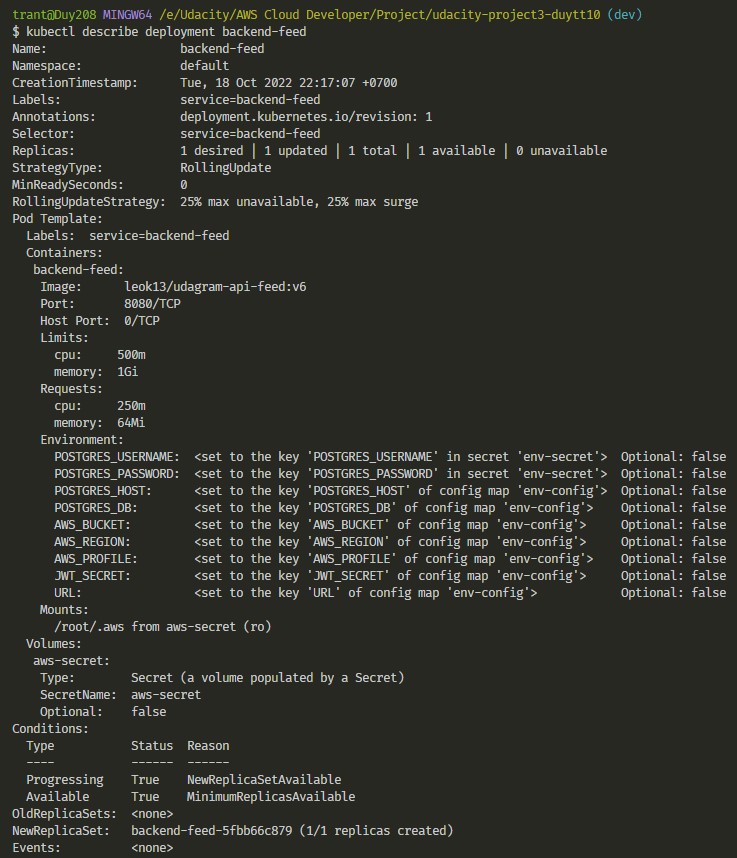 trant@Duy208 MINGW64 /e/Udacity/AWS Cloud Developer/Project/udacity-project3-duytt10 (dev)
$ kubectl describe deployment backend-feed
Name:                   backend-feed
Namespace:              default
CreationTimestamp:      Tue, 18 Oct 2022 22:17:07 +0700
Labels:                 service=backend-feed
Annotations:            deployment.kubernetes.io/revision: 1
Selector:               service=backend-feed
Replicas:               1 desired | 1 updated | 1 total | 1 available | 0 unavailable
StrategyType:           RollingUpdate
MinReadySeconds:        0
RollingUpdateStrategy:  25% max unavailable, 25% max surge
Pod Template:
  Labels:  service=backend-feed
  Containers:
   backend-feed:
    Image:      leok13/udagram-api-feed:v6
    Port:       8080/TCP
    Host Port:  0/TCP
    Limits:
      cpu:     500m
      memory:  1Gi
    Requests:
      cpu:     250m
      memory:  64Mi
    Environment:
      POSTGRES_USERNAME:  <set to the key 'POSTGRES_USERNAME' in secret 'env-secret'>  Optional: false
      POSTGRES_PASSWORD:  <set to the key 'POSTGRES_PASSWORD' in secret 'env-secret'>  Optional: false
      POSTGRES_HOST:      <set to the key 'POSTGRES_HOST' of config map 'env-config'>  Optional: false
      POSTGRES_DB:        <set to the key 'POSTGRES_DB' of config map 'env-config'>    Optional: false
      AWS_BUCKET:         <set to the key 'AWS_BUCKET' of config map 'env-config'>     Optional: false
      AWS_REGION:         <set to the key 'AWS_REGION' of config map 'env-config'>     Optional: false
      AWS_PROFILE:        <set to the key 'AWS_PROFILE' of config map 'env-config'>    Optional: false
      JWT_SECRET:         <set to the key 'JWT_SECRET' of config map 'env-config'>     Optional: false
      URL:                <set to the key 'URL' of config map 'env-config'>            Optional: false
    Mounts:
      /root/.aws from aws-secret (ro)
  Volumes:
   aws-secret:
    Type:        Secret (a volume populated by a Secret)
    SecretName:  aws-secret
    Optional:    false
Conditions:
  Type           Status  Reason
  ----           ------  ------
  Progressing    True    NewReplicaSetAvailable
  Available      True    MinimumReplicasAvailable
OldReplicaSets:  <none>
NewReplicaSet:   backend-feed-5fbb66c879 (1/1 replicas created)
Events:          <none>